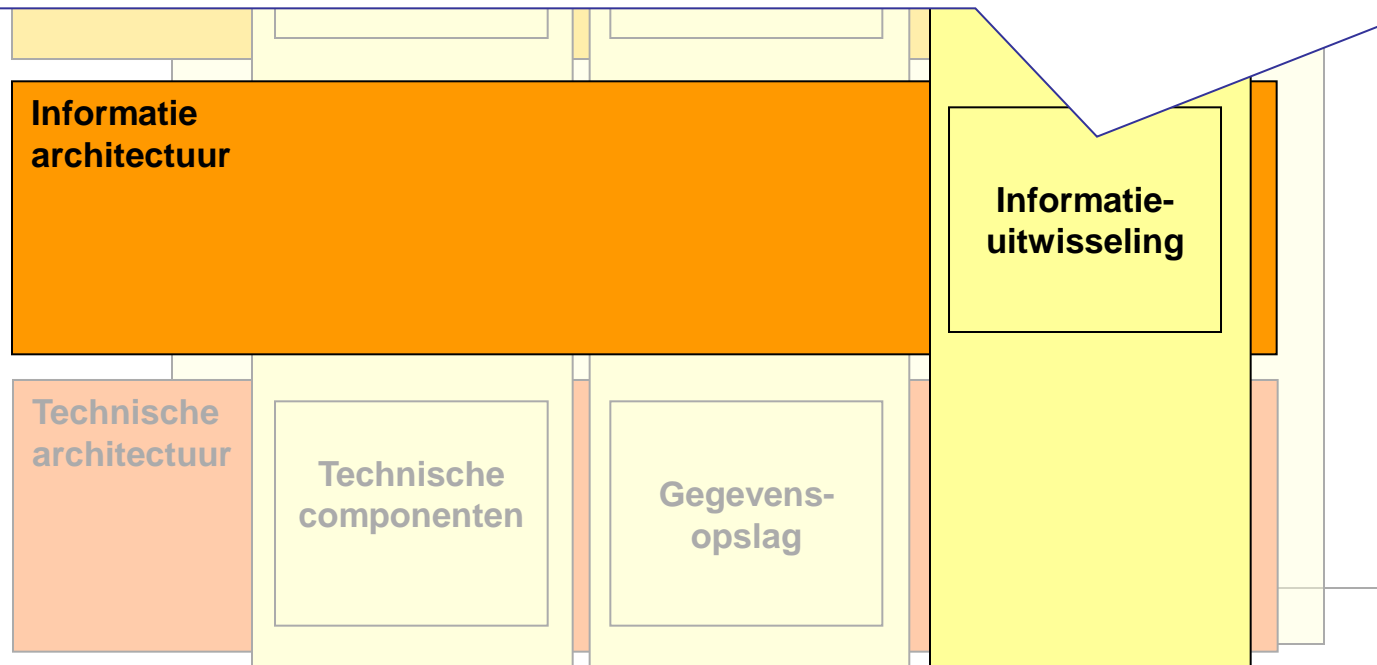 Informatie
architectuur
Informatie-
uitwisseling
Technische
architectuur
Technische
componenten
Gegevens-
opslag